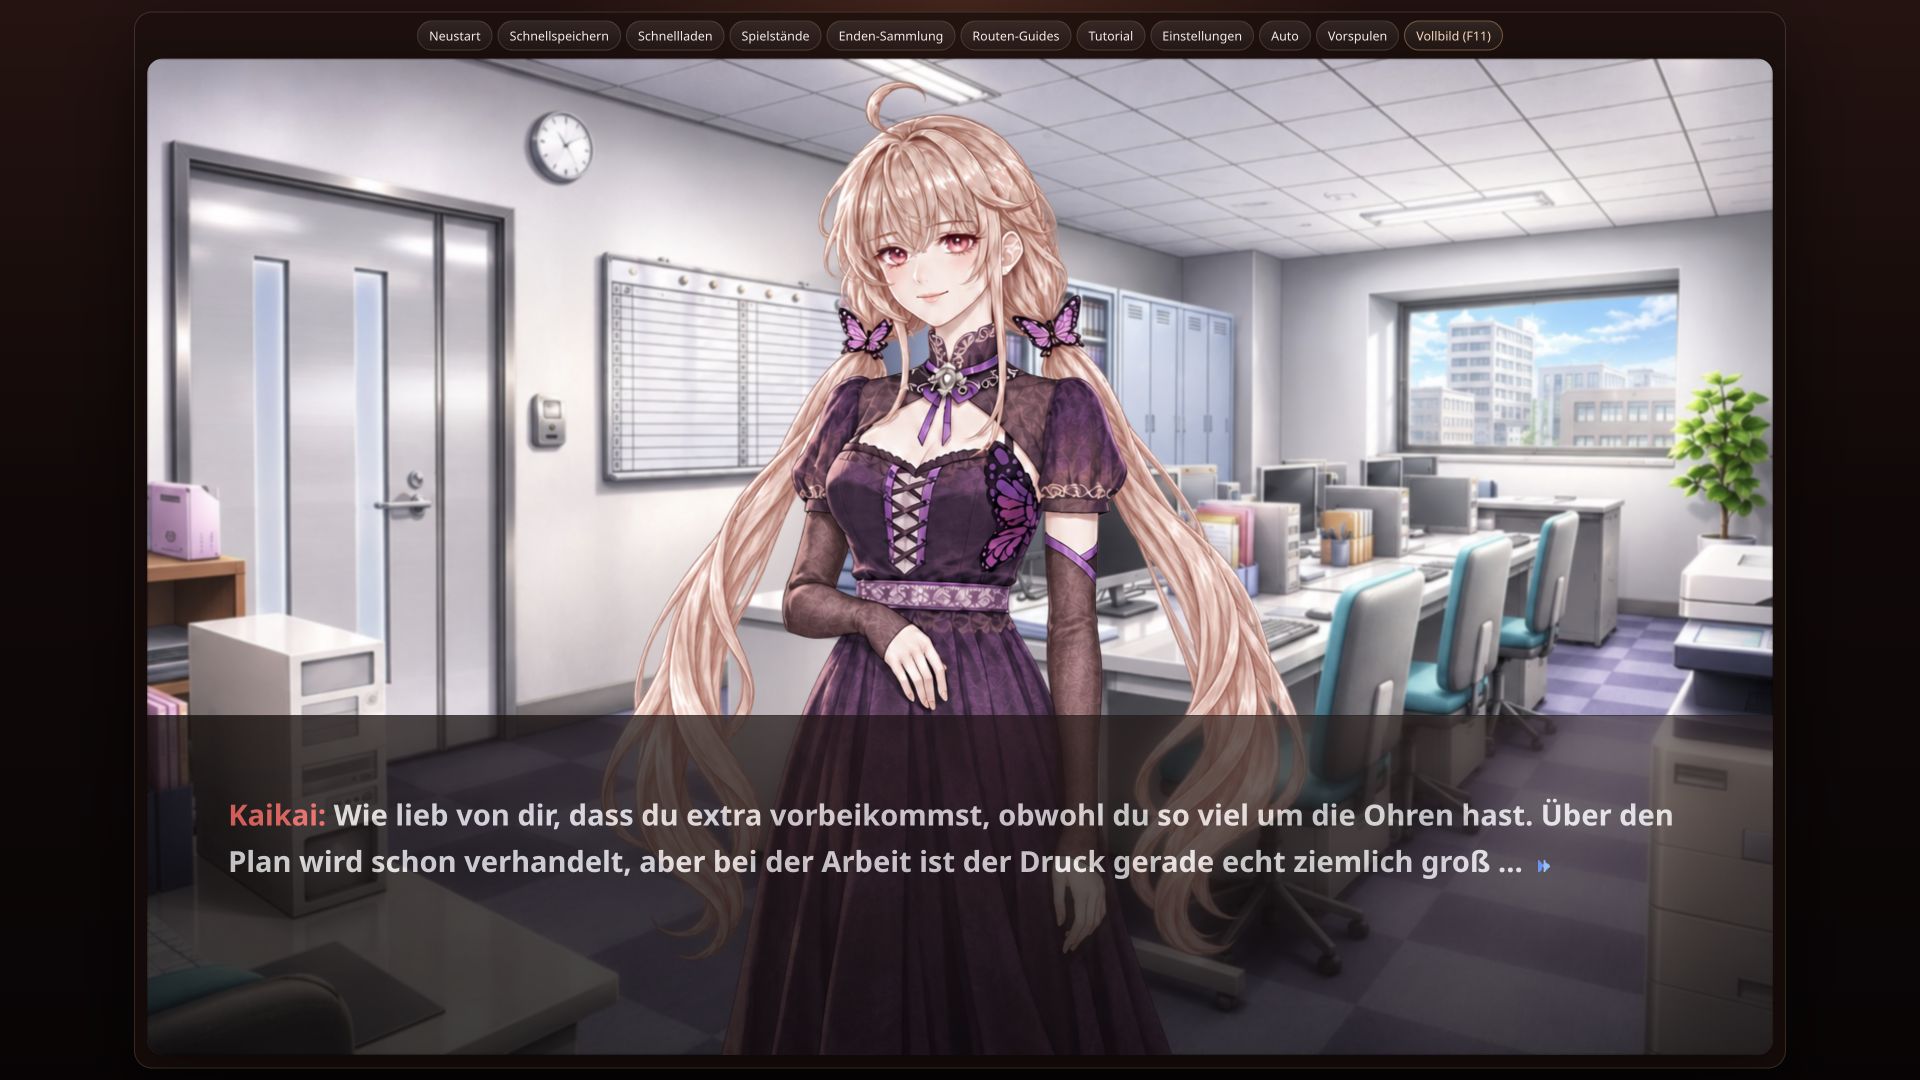 Neustart
Schnellspeichern
Schnellladen
Spielstände
Enden-Sammlung
Routen-Guides
Tutorial
Einstellungen
Auto
Vorspulen
Vollbild (F11)
Kaikai: Wie lieb von dir, dass du extra vorbeikommst, obwohl du so viel um die Ohren hast. Über den
Plan wird schon verhandelt, aber bei der Arbeit ist der Druck gerade echt ziemlich groß ...